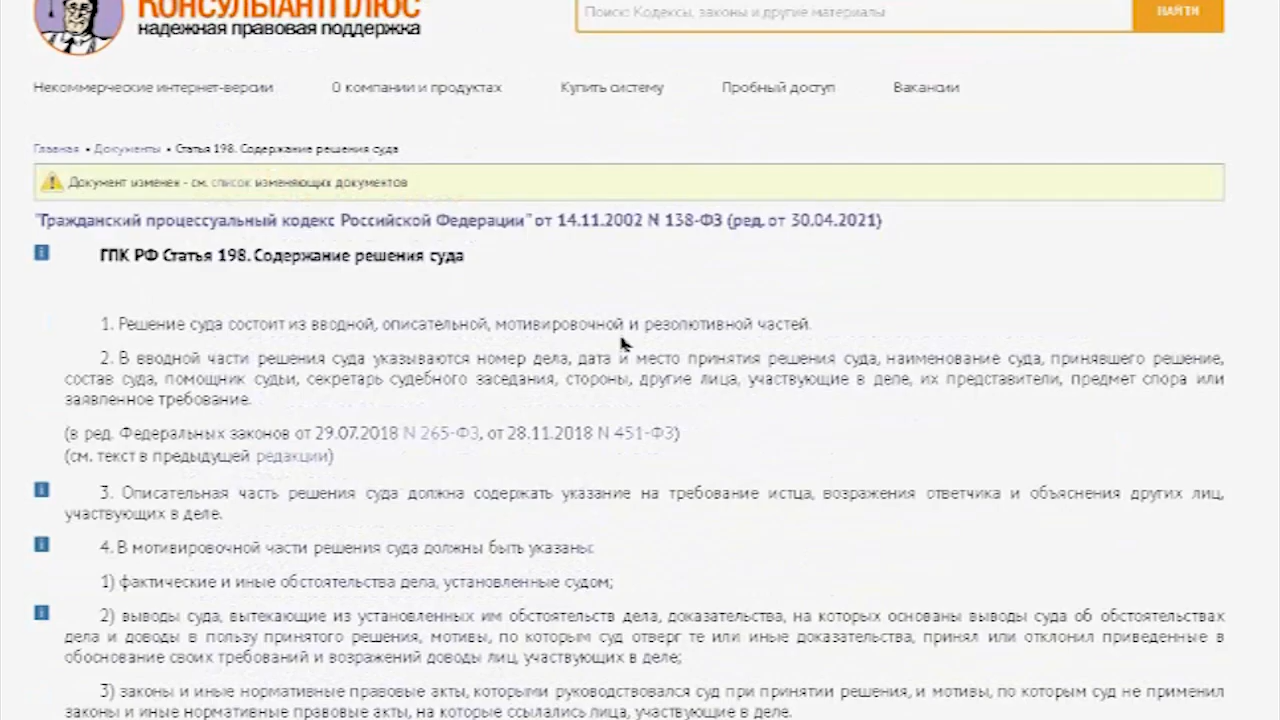 КОНСУЛЬТАНТПЛЮС
надежная правовая поддержка
Поиск: Кодексы, законы и другие материалы
НАЙТИ
Некоммерческие интернет-версии О компании и продуктах Купить систему Пробный доступ Вакансии
Главная • Документы • Статья 198. Содержание решения суда
Документ изменен - см. список изменяющих документов
"Гражданский процессуальный кодекс Российской Федерации" от 14.11.2002 N 138-ФЗ (ред. от 30.04.2021)
ГПК РФ Статья 198. Содержание решения суда
1. Решение суда состоит из вводной, описательной, мотивировочной и резолютивной частей.
2. В вводной части решения суда указываются номер дела, дата и место принятия решения суда, наименование суда, принявшего решение,
состав суда, помощник судьи, секретарь судебного заседания, стороны, другие лица, участвующие в деле, их представители, предмет спора или
заявленное требование.
(в ред. Федеральных законов от 29.07.2018 N 265-ФЗ, от 28.11.2018 N 451-ФЗ)
(см. текст в предыдущей редакции)
3. Описательная часть решения суда должна содержать указание на требование истца, возражения ответчика и объяснения других лиц,
участвующих в деле.
4. В мотивировочной части решения суда должны быть указаны:
1) фактические и иные обстоятельства дела, установленные судом;
2) выводы суда, вытекающие из установленных им обстоятельств дела, доказательства, на которых основаны выводы суда об обстоятельствах
дела и доводы в пользу принятого решения, мотивы, по которым суд отверг те или иные доказательства, принял или отклонил приведенные в
обоснование своих требований и возражений доводы лиц, участвующих в деле;
3) законы и иные нормативные правовые акты, которыми руководствовался суд при принятии решения, и мотивы, по которым суд не применил
законы и иные нормативные правовые акты, на которые ссылались лица, участвующие в деле.